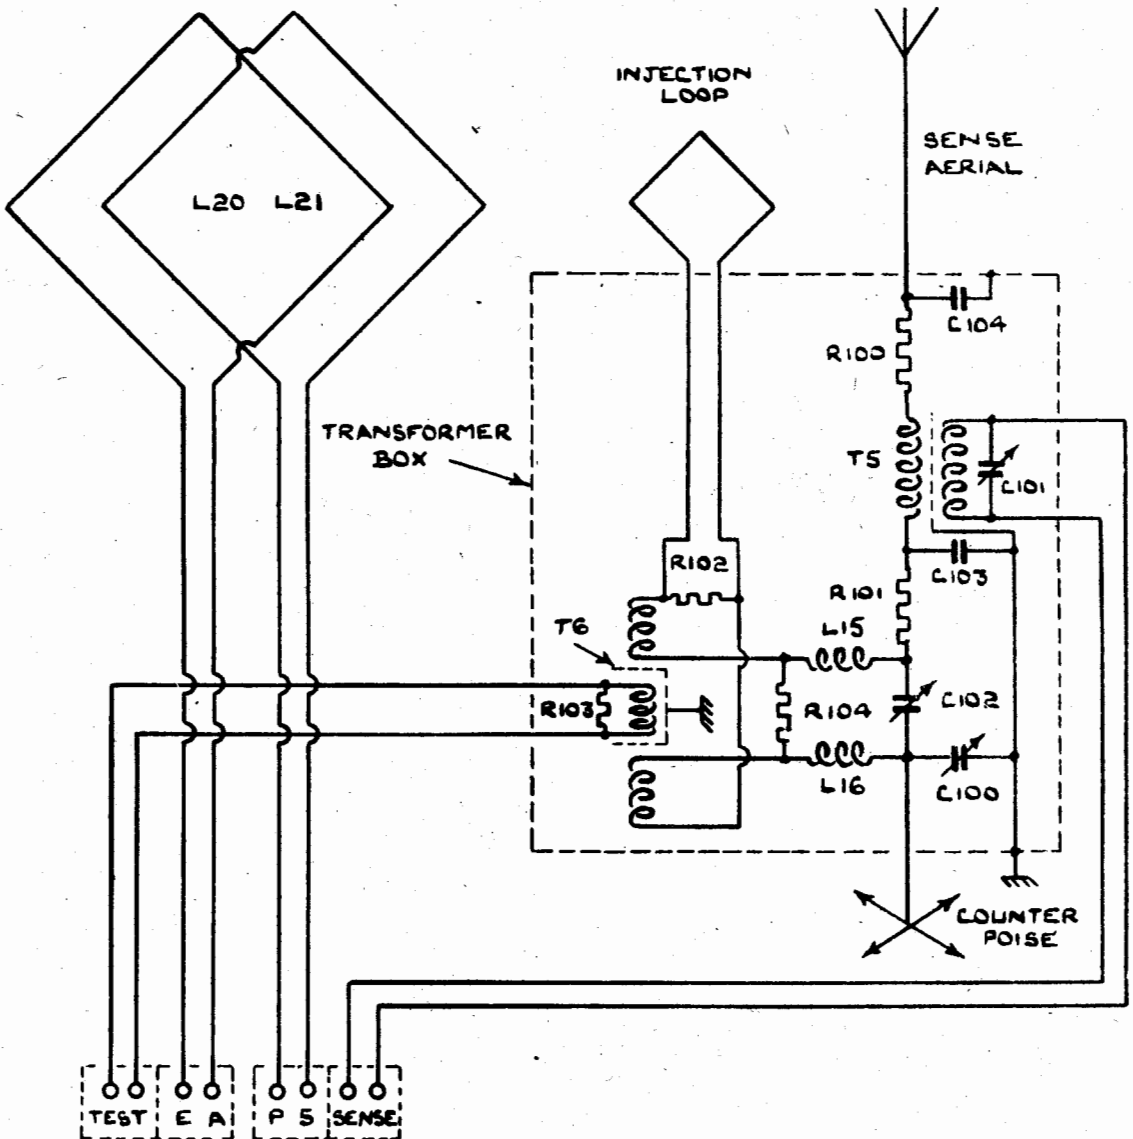 INJECTION
LOOP
SENSE
AERIAL
L20 L21
C104
R100
TRANSFORMER
BOX
T5
C101
R102
C103
R101
L15
T6
R103
R104
C102
L16
C100
COUNTER
POISE
TEST E A P S SENSE